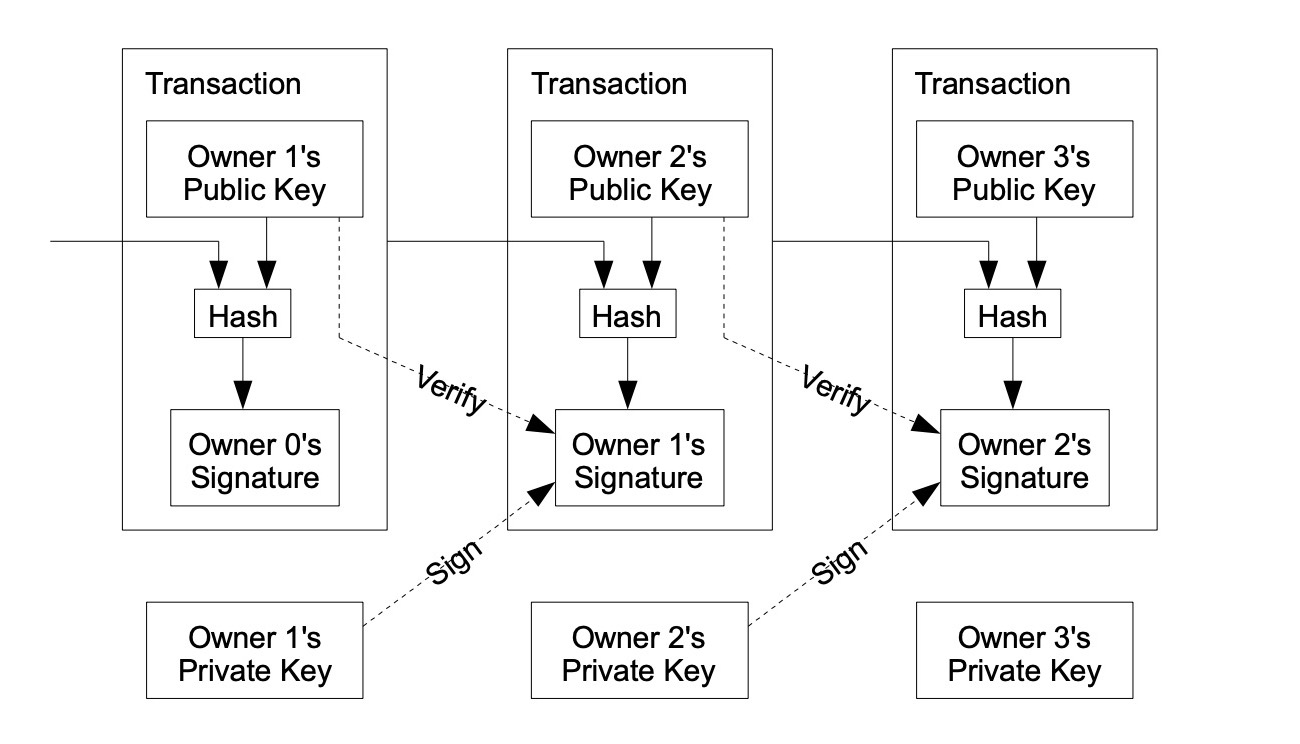 Transaction
Owner 1's
Public Key
Hash
Owner 0's
Signature
Transaction
Owner 2's
Public Key
Hash
Verify
Owner 1's
Signature
Sign
Transaction
Owner 3's
Public Key
Hash
Verify
Owner 2's
Signature
Sign
Owner 1's
Private Key
Owner 2's
Private Key
Owner 3's
Private Key